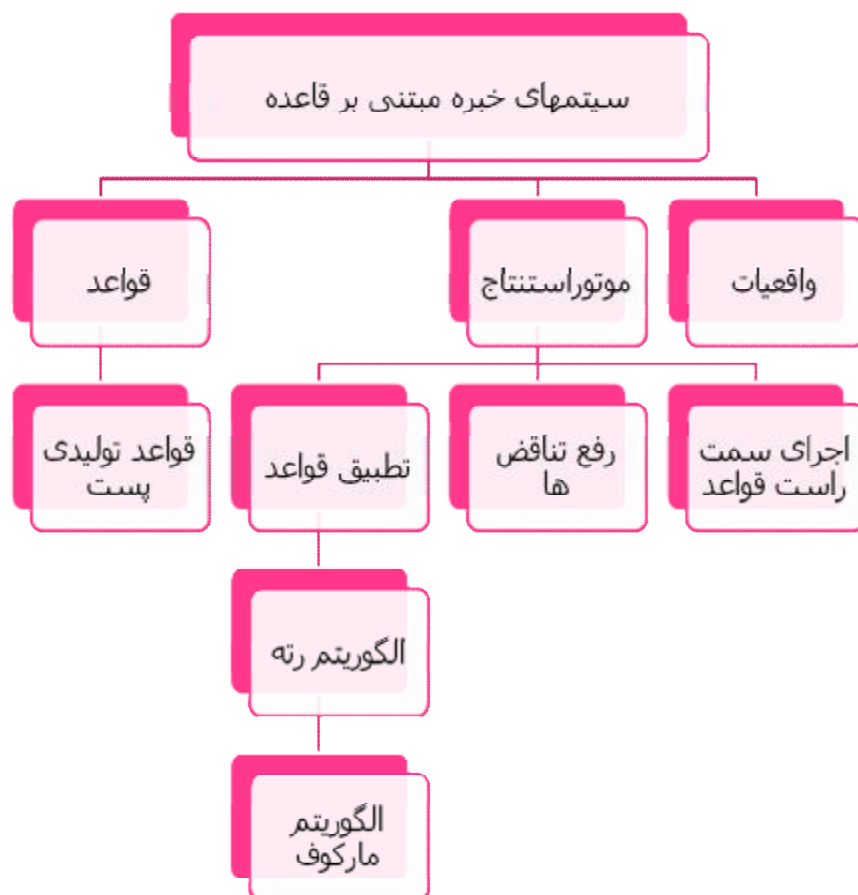 سیتمهای خبره مبتنی بر قاعده
واقعیات
موتوراستنتاج
قواعد
اجرای سمت
راست قواعد
رفع تناقض
ها
تطبیق قواعد
قواعد تولیدی
پست
الگوریتم رته
الگوریتم
مارکوف